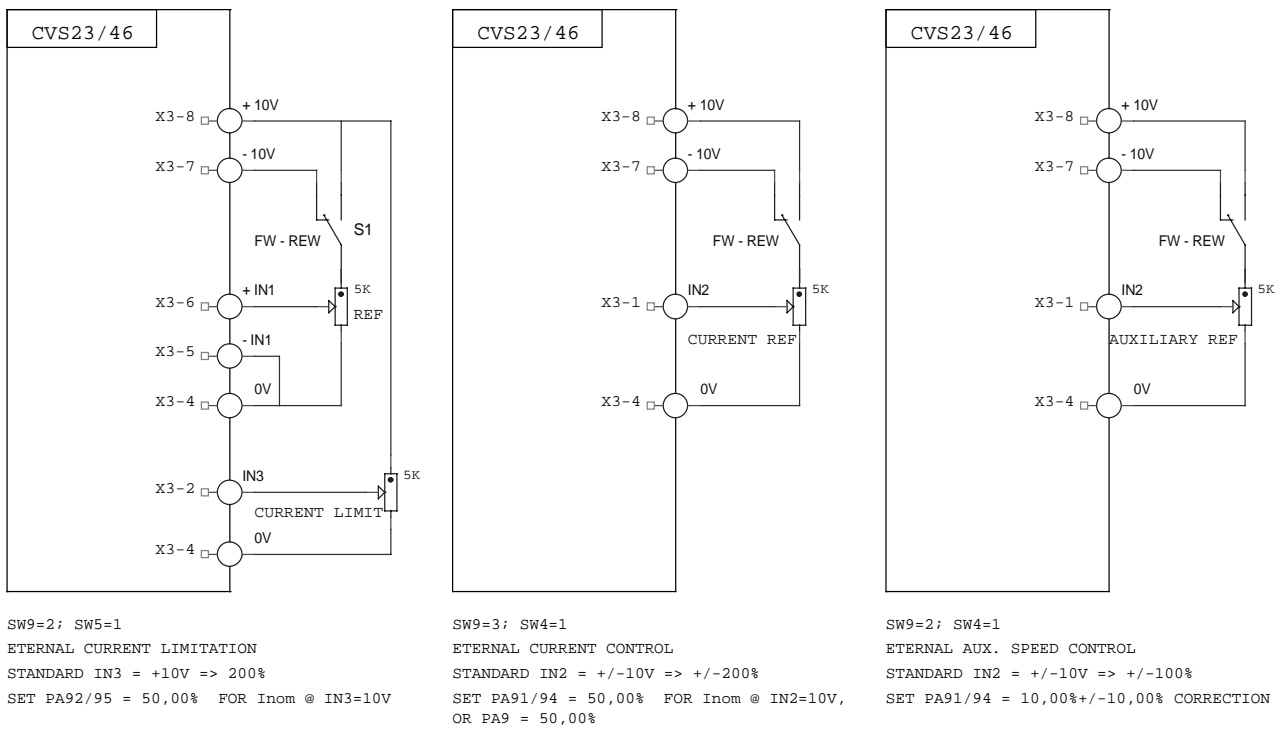 CVS23/46
X3-8
+ 10V
X3-7
- 10V
FW - REW
S1
X3-6
+ IN1
5K
REF
X3-5
- IN1
X3-4
0V
X3-2
IN3
5K
CURRENT LIMIT
X3-4
0V
SW9=2; SW5=1
ETERNAL CURRENT LIMITATION
STANDARD IN3 = +10V => 200%
SET PA92/95 = 50,00% FOR Inom @ IN3=10V
CVS23/46
X3-8
+ 10V
X3-7
- 10V
FW - REW
X3-1
IN2
5K
CURRENT REF
X3-4
0V
SW9=3; SW4=1
ETERNAL CURRENT CONTROL
STANDARD IN2 = +/-10V => +/-200%
SET PA91/94 = 50,00% FOR Inom @ IN2=10V,
OR PA9 = 50,00%
CVS23/46
X3-8
+ 10V
X3-7
- 10V
FW - REW
X3-1
IN2
5K
AUXILIARY REF
X3-4
0V
SW9=2; SW4=1
ETERNAL AUX. SPEED CONTROL
STANDARD IN2 = +/-10V => +/-100%
SET PA91/94 = 10,00%+/-10,00% CORRECTION